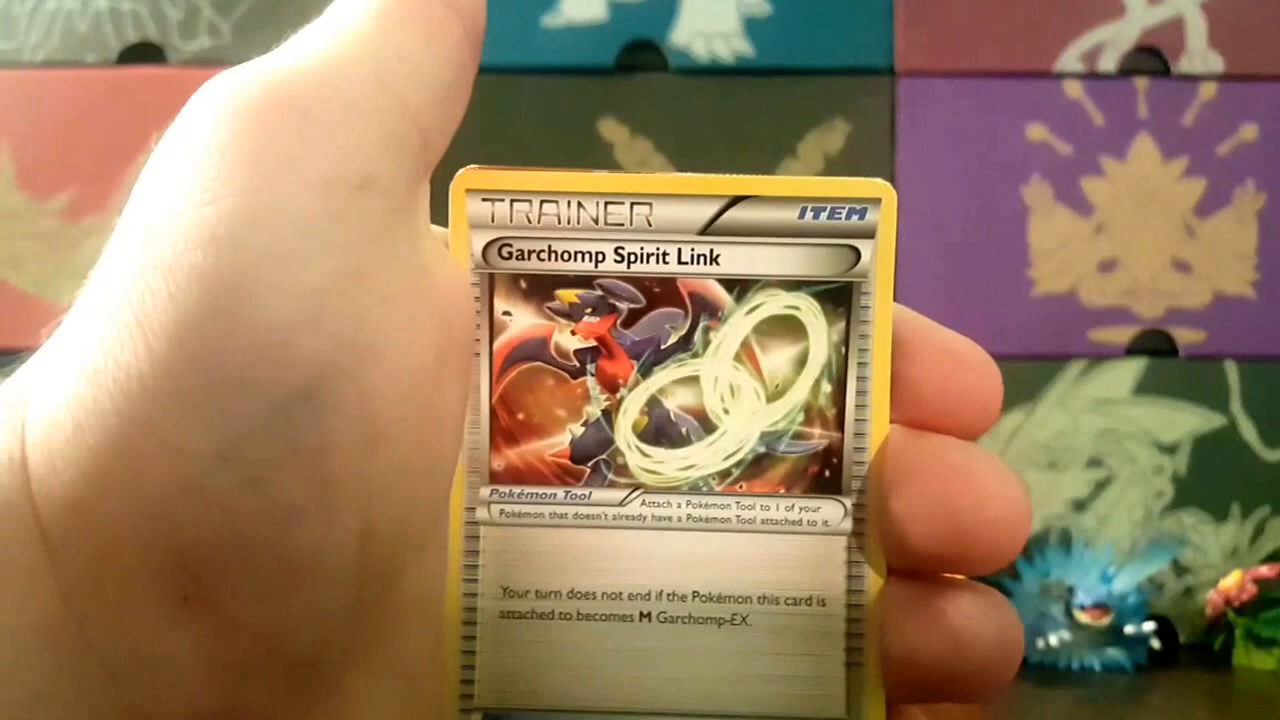 TRAINER
ITEM
Garchomp Spirit Link
Pokémon Tool
Attach a Pokémon Tool to 1 of your
Pokémon that doesn't already have a Pokémon Tool attached to it.
Your turn does not end if the Pokémon this card is
attached to becomes M Garchomp-EX.